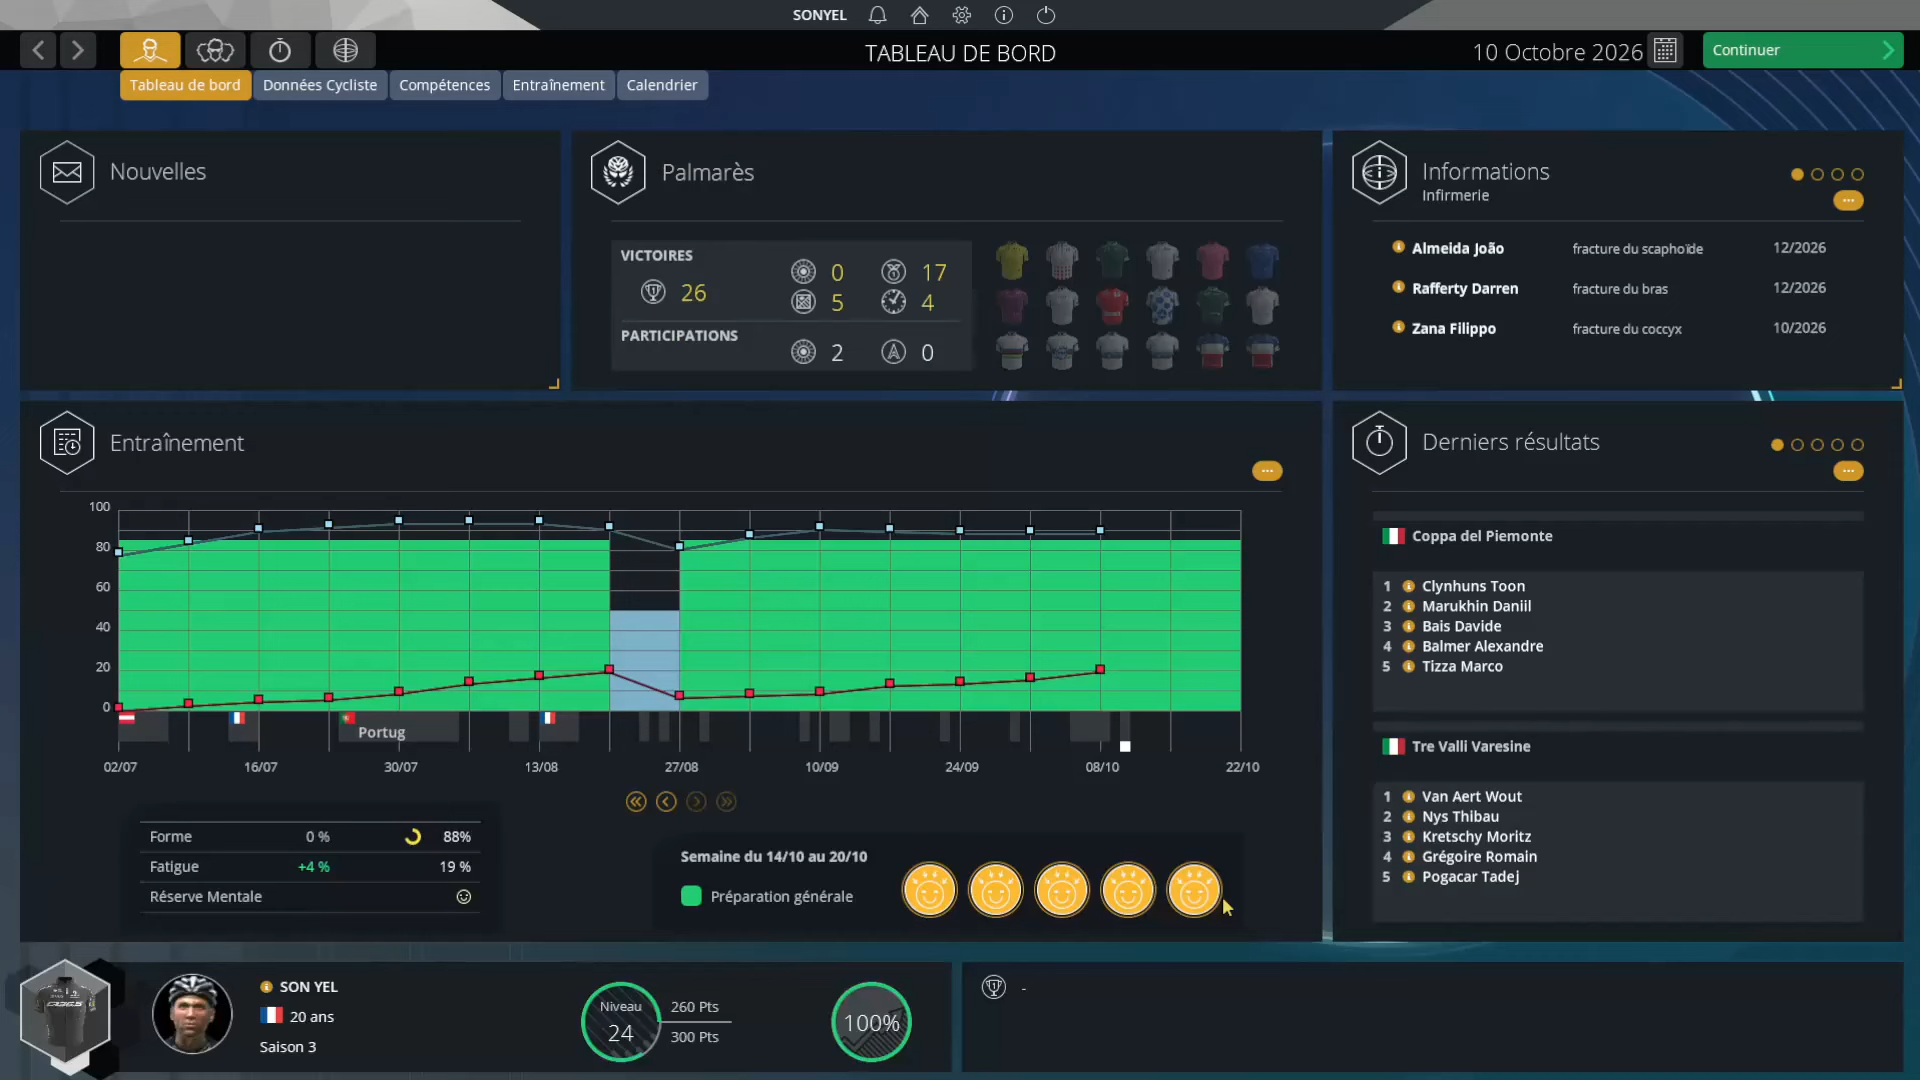 SONYEL
TABLEAU DE BORD
10 Octobre 2026
Continuer
Tableau de bord
Données Cycliste
Compétences
Entraînement
Calendrier
Nouvelles
Palmarès
VICTOIRES
26
0
17
5
4
PARTICIPATIONS
2
0
Informations
Infirmerie
Almeida João fracture du scaphoïde 12/2026
Rafferty Darren fracture du bras 12/2026
Zana Filippo fracture du coccyx 10/2026
Entraînement
100
80
60
40
20
0
Portug
02/07 16/07 30/07 13/08 27/08 10/09 24/09 08/10 22/10
Forme 0 % 88%
Fatigue +4 % 19 %
Réserve Mentale
Semaine du 14/10 au 20/10
Préparation générale
Derniers résultats
Coppa del Piemonte
1 Clynhuns Toon
2 Marukhin Daniil
3 Bais Davide
4 Balmer Alexandre
5 Tizza Marco
Tre Valli Varesine
1 Van Aert Wout
2 Nys Thibau
3 Kretschy Moritz
4 Grégoire Romain
5 Pogacar Tadej
SON YEL
20 ans
Saison 3
Niveau
24
260 Pts
300 Pts
100%
-